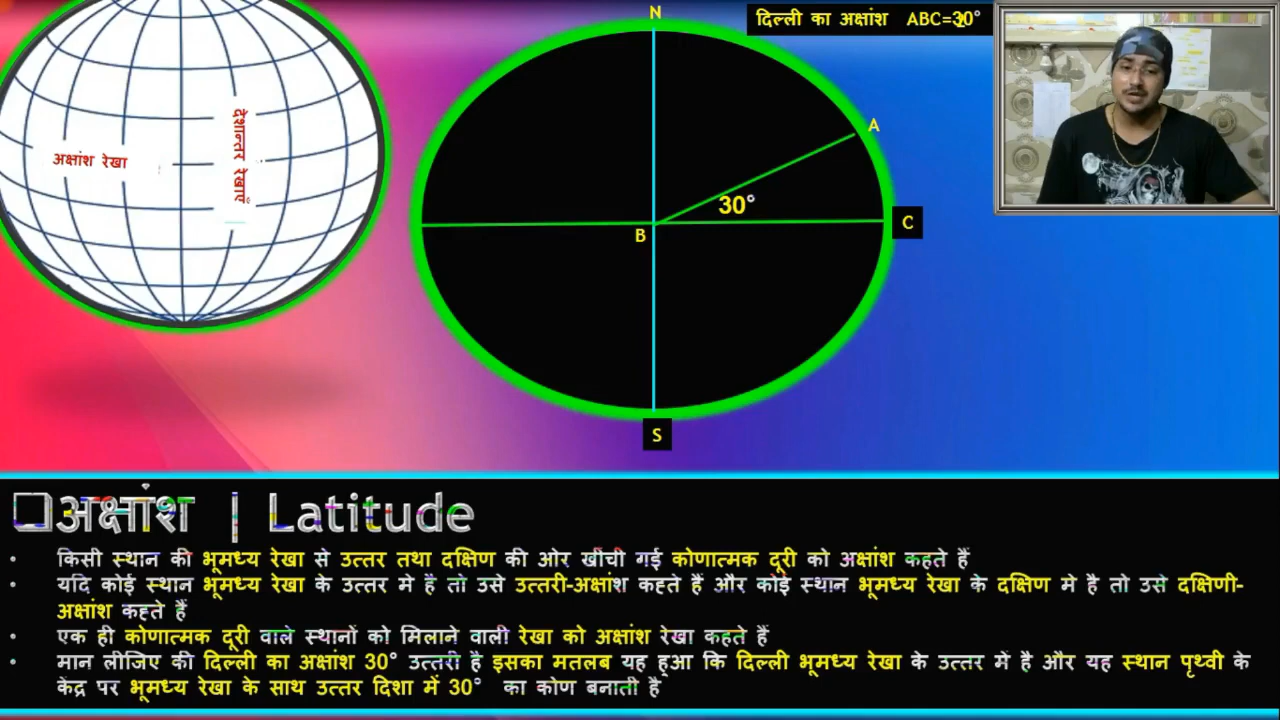 N
दिल्ली का अक्षांश ABC=30°
A
अक्षांश रेखा
देशान्तर रेखाएँ
30°
B
C
S
अक्षांश | Latitude
• किसी स्थान की भूमध्य रेखा से उत्तर तथा दक्षिण की ओर खींची गई कोणात्मक दूरी को अक्षांश कहते हैं
• यदि कोई स्थान भूमध्य रेखा के उत्तर मे है तो उसे उत्तरी-अक्षांश कहते हैं और कोई स्थान भूमध्य रेखा के दक्षिण मे है तो उसे दक्षिणी-
अक्षांश कहते हैं
• एक ही कोणात्मक दूरी वाले स्थानों को मिलाने वाली रेखा को अक्षांश रेखा कहते हैं
• मान लीजिए की दिल्ली का अक्षांश 30° उत्तरी है इसका मतलब यह हुआ कि दिल्ली भूमध्य रेखा के उत्तर में है और यह स्थान पृथ्वी के
केंद्र पर भूमध्य रेखा के साथ उत्तर दिशा में 30° का कोण बनाती है